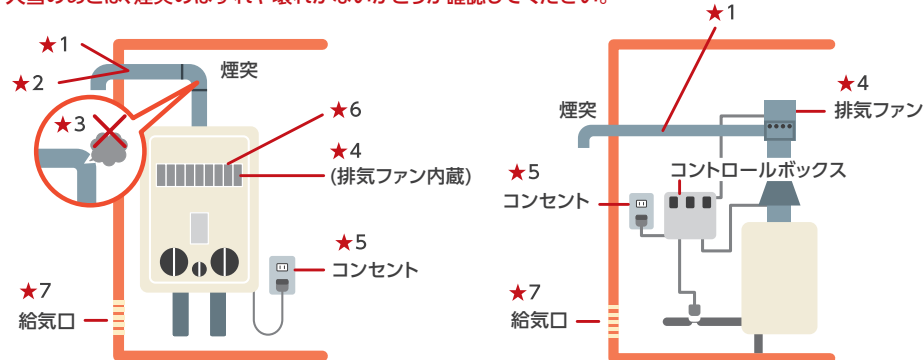 ★1
★2
煙突
★3
★6
★4
(排気ファン内蔵)
★5
コンセント
★7
給気口
★1
★4
排気ファン
煙突
★5
コンセント
コントロールボックス
★7
給気口